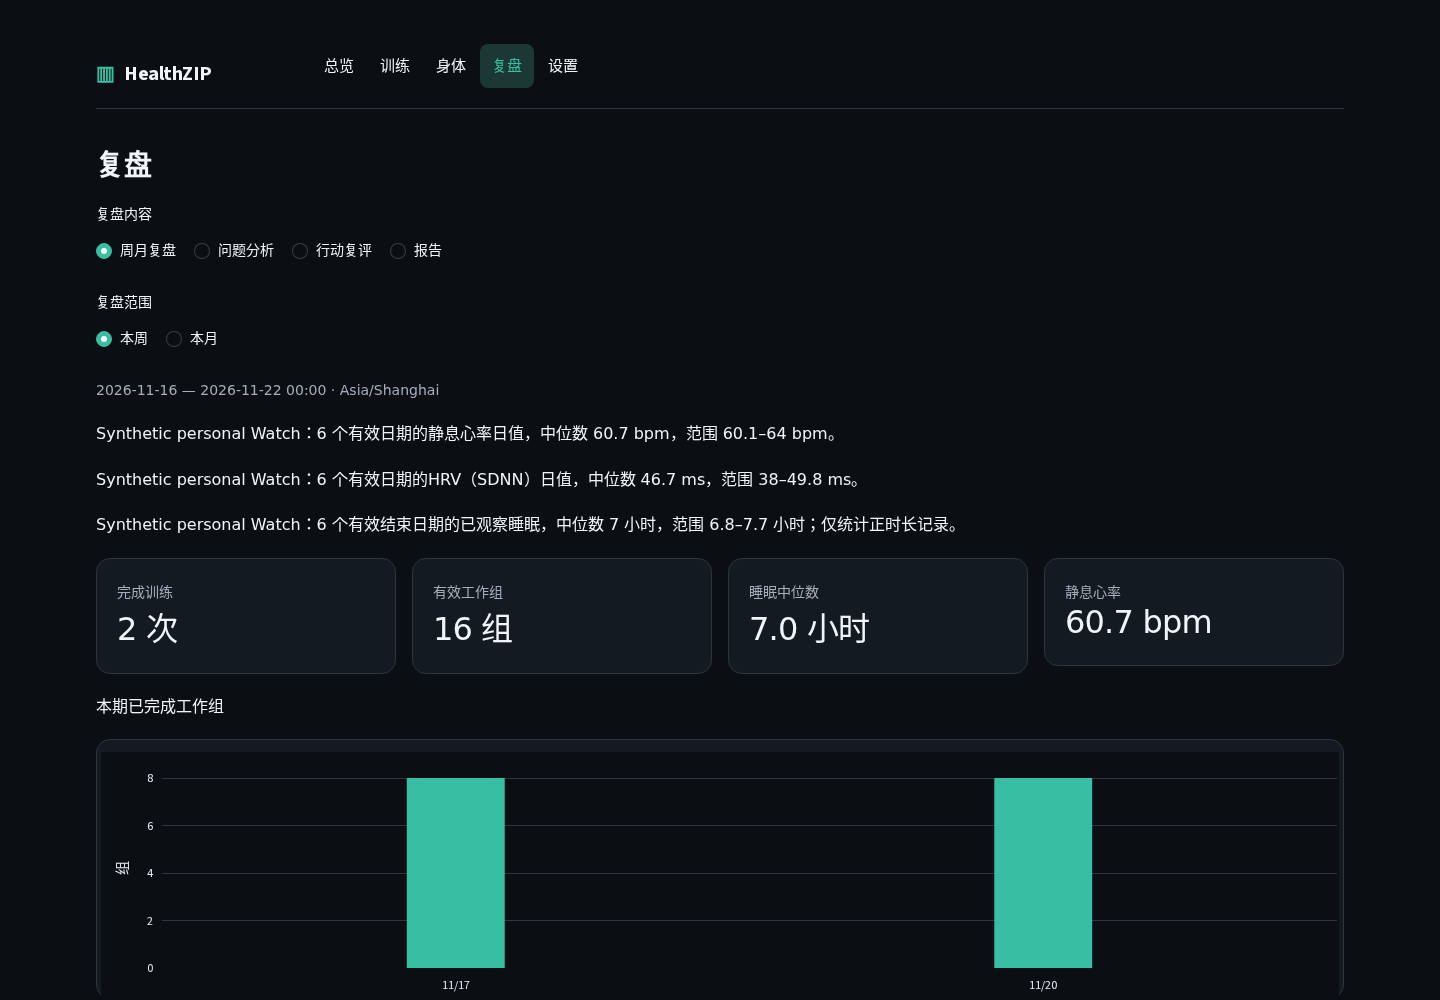 HealthZIP
总览 训练 身体 复盘 设置
复盘
复盘内容
周月复盘 问题分析 行动复评 报告
复盘范围
本周 本月
2026-11-16 — 2026-11-22 00:00 · Asia/Shanghai
Synthetic personal Watch：6 个有效日期的静息心率日值，中位数 60.7 bpm，范围 60.1–64 bpm。
Synthetic personal Watch：6 个有效日期的HRV（SDNN）日值，中位数 46.7 ms，范围 38–49.8 ms。
Synthetic personal Watch：6 个有效结束日期的已观察睡眠，中位数 7 小时，范围 6.8–7.7 小时；仅统计正时长记录。
完成训练
2 次
有效工作组
16 组
睡眠中位数
7.0 小时
静息心率
60.7 bpm
本期已完成工作组
8
6
4
2
0
组
11/17 11/20